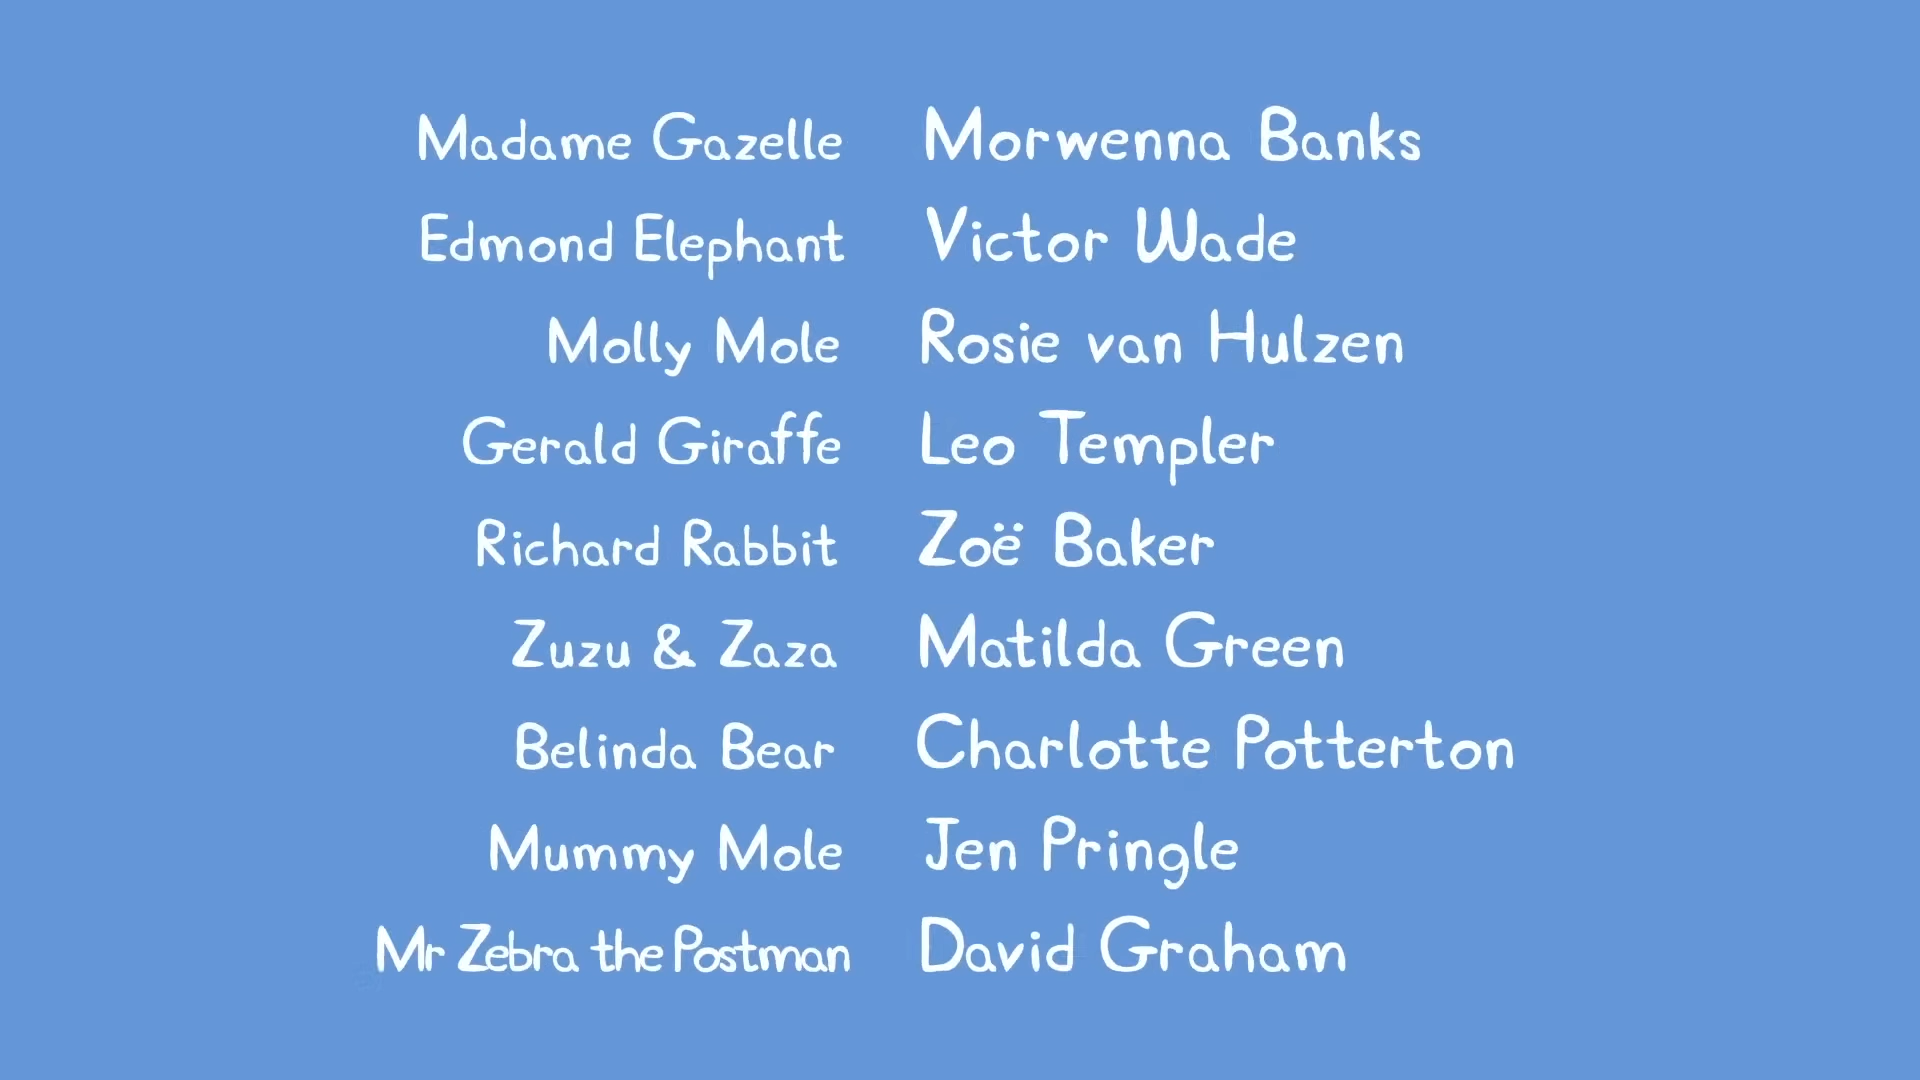 Madame Gazelle Morwenna Banks
Edmond Elephant Victor Wade
Molly Mole Rosie van Hulzen
Gerald Giraffe Leo Templer
Richard Rabbit Zoë Baker
Zuzu & Zaza Matilda Green
Belinda Bear Charlotte Potterton
Mummy Mole Jen Pringle
Mr Zebra the Postman David Graham